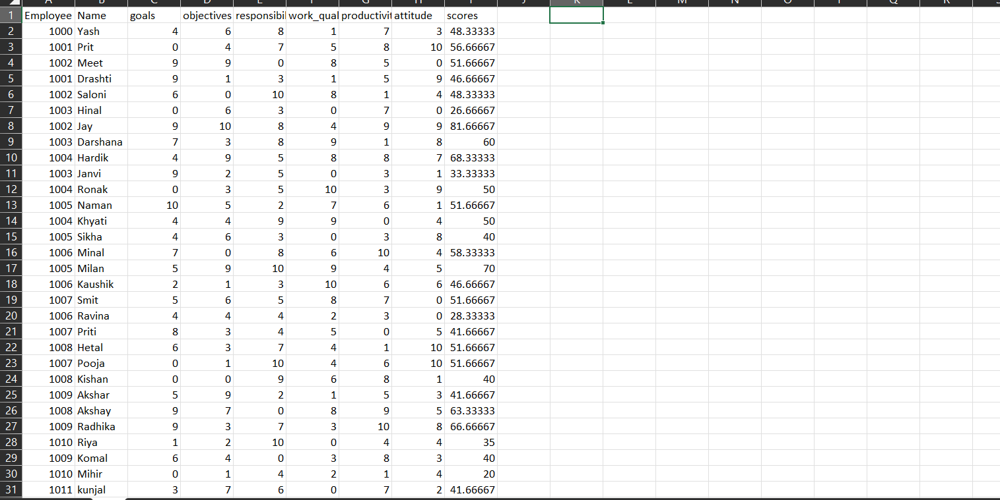 1 Employee Name goals objectives responsibil work_qual productivit attitude scores
2 1000 Yash 4 6 8 1 7 3 48.33333
3 1001 Prit 0 4 7 5 8 10 56.66667
4 1002 Meet 9 9 0 8 5 0 51.66667
5 1001 Drashti 9 1 3 1 5 9 46.66667
6 1002 Saloni 6 0 10 8 1 4 48.33333
7 1003 Hinal 0 6 3 0 7 0 26.66667
8 1002 Jay 9 10 8 4 9 9 81.66667
9 1003 Darshana 7 3 8 9 1 8 60
10 1004 Hardik 4 9 5 8 8 7 68.33333
11 1003 Janvi 9 2 5 0 3 1 33.33333
12 1004 Ronak 0 3 5 10 3 9 50
13 1005 Naman 10 5 2 7 6 1 51.66667
14 1004 Khyati 4 4 9 9 0 4 50
15 1005 Sikha 4 6 3 0 3 8 40
16 1006 Minal 7 0 8 6 10 4 58.33333
17 1005 Milan 5 9 10 9 4 5 70
18 1006 Kaushik 2 1 3 10 6 6 46.66667
19 1007 Smit 5 6 5 8 7 0 51.66667
20 1006 Ravina 4 4 4 2 3 0 28.33333
21 1007 Priti 8 3 4 5 0 5 41.66667
22 1008 Hetal 6 3 7 4 1 10 51.66667
23 1007 Pooja 0 1 10 4 6 10 51.66667
24 1008 Kishan 0 0 9 6 8 1 40
25 1009 Akshar 5 9 2 1 5 3 41.66667
26 1008 Akshay 9 7 0 8 9 5 63.33333
27 1009 Radhika 9 3 7 3 10 8 66.66667
28 1010 Riya 1 2 10 0 4 4 35
29 1009 Komal 6 4 0 3 8 3 40
30 1010 Mihir 0 1 4 2 1 4 20
31 1011 kunjal 3 7 6 0 7 2 41.66667